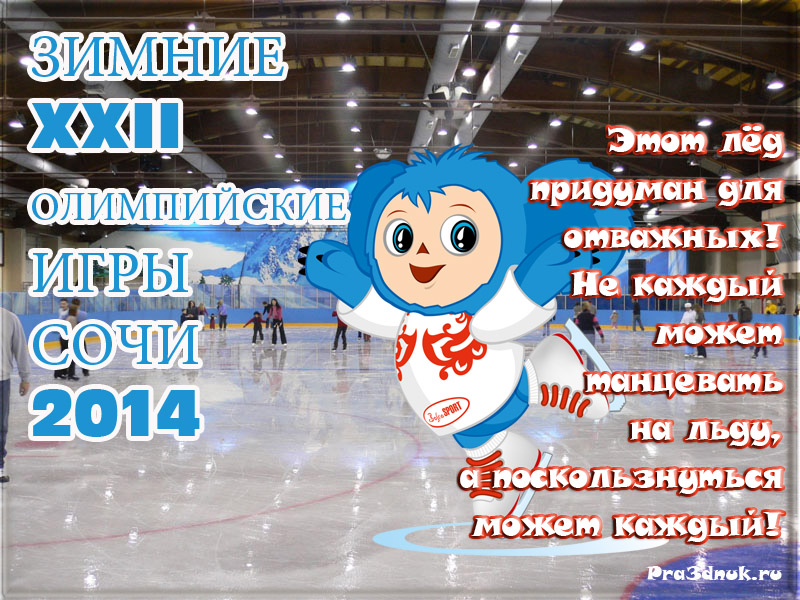 ЗИМНИЕ
XXII
ОЛИМПИЙСКИЕ
ИГРЫ
СОЧИ
2014
Этот лёд
придуман для
отважных!
Не каждый
может
танцевать
на льду,
а поскользнуться
может каждый!
SPORT
Pra3dnuk.ru